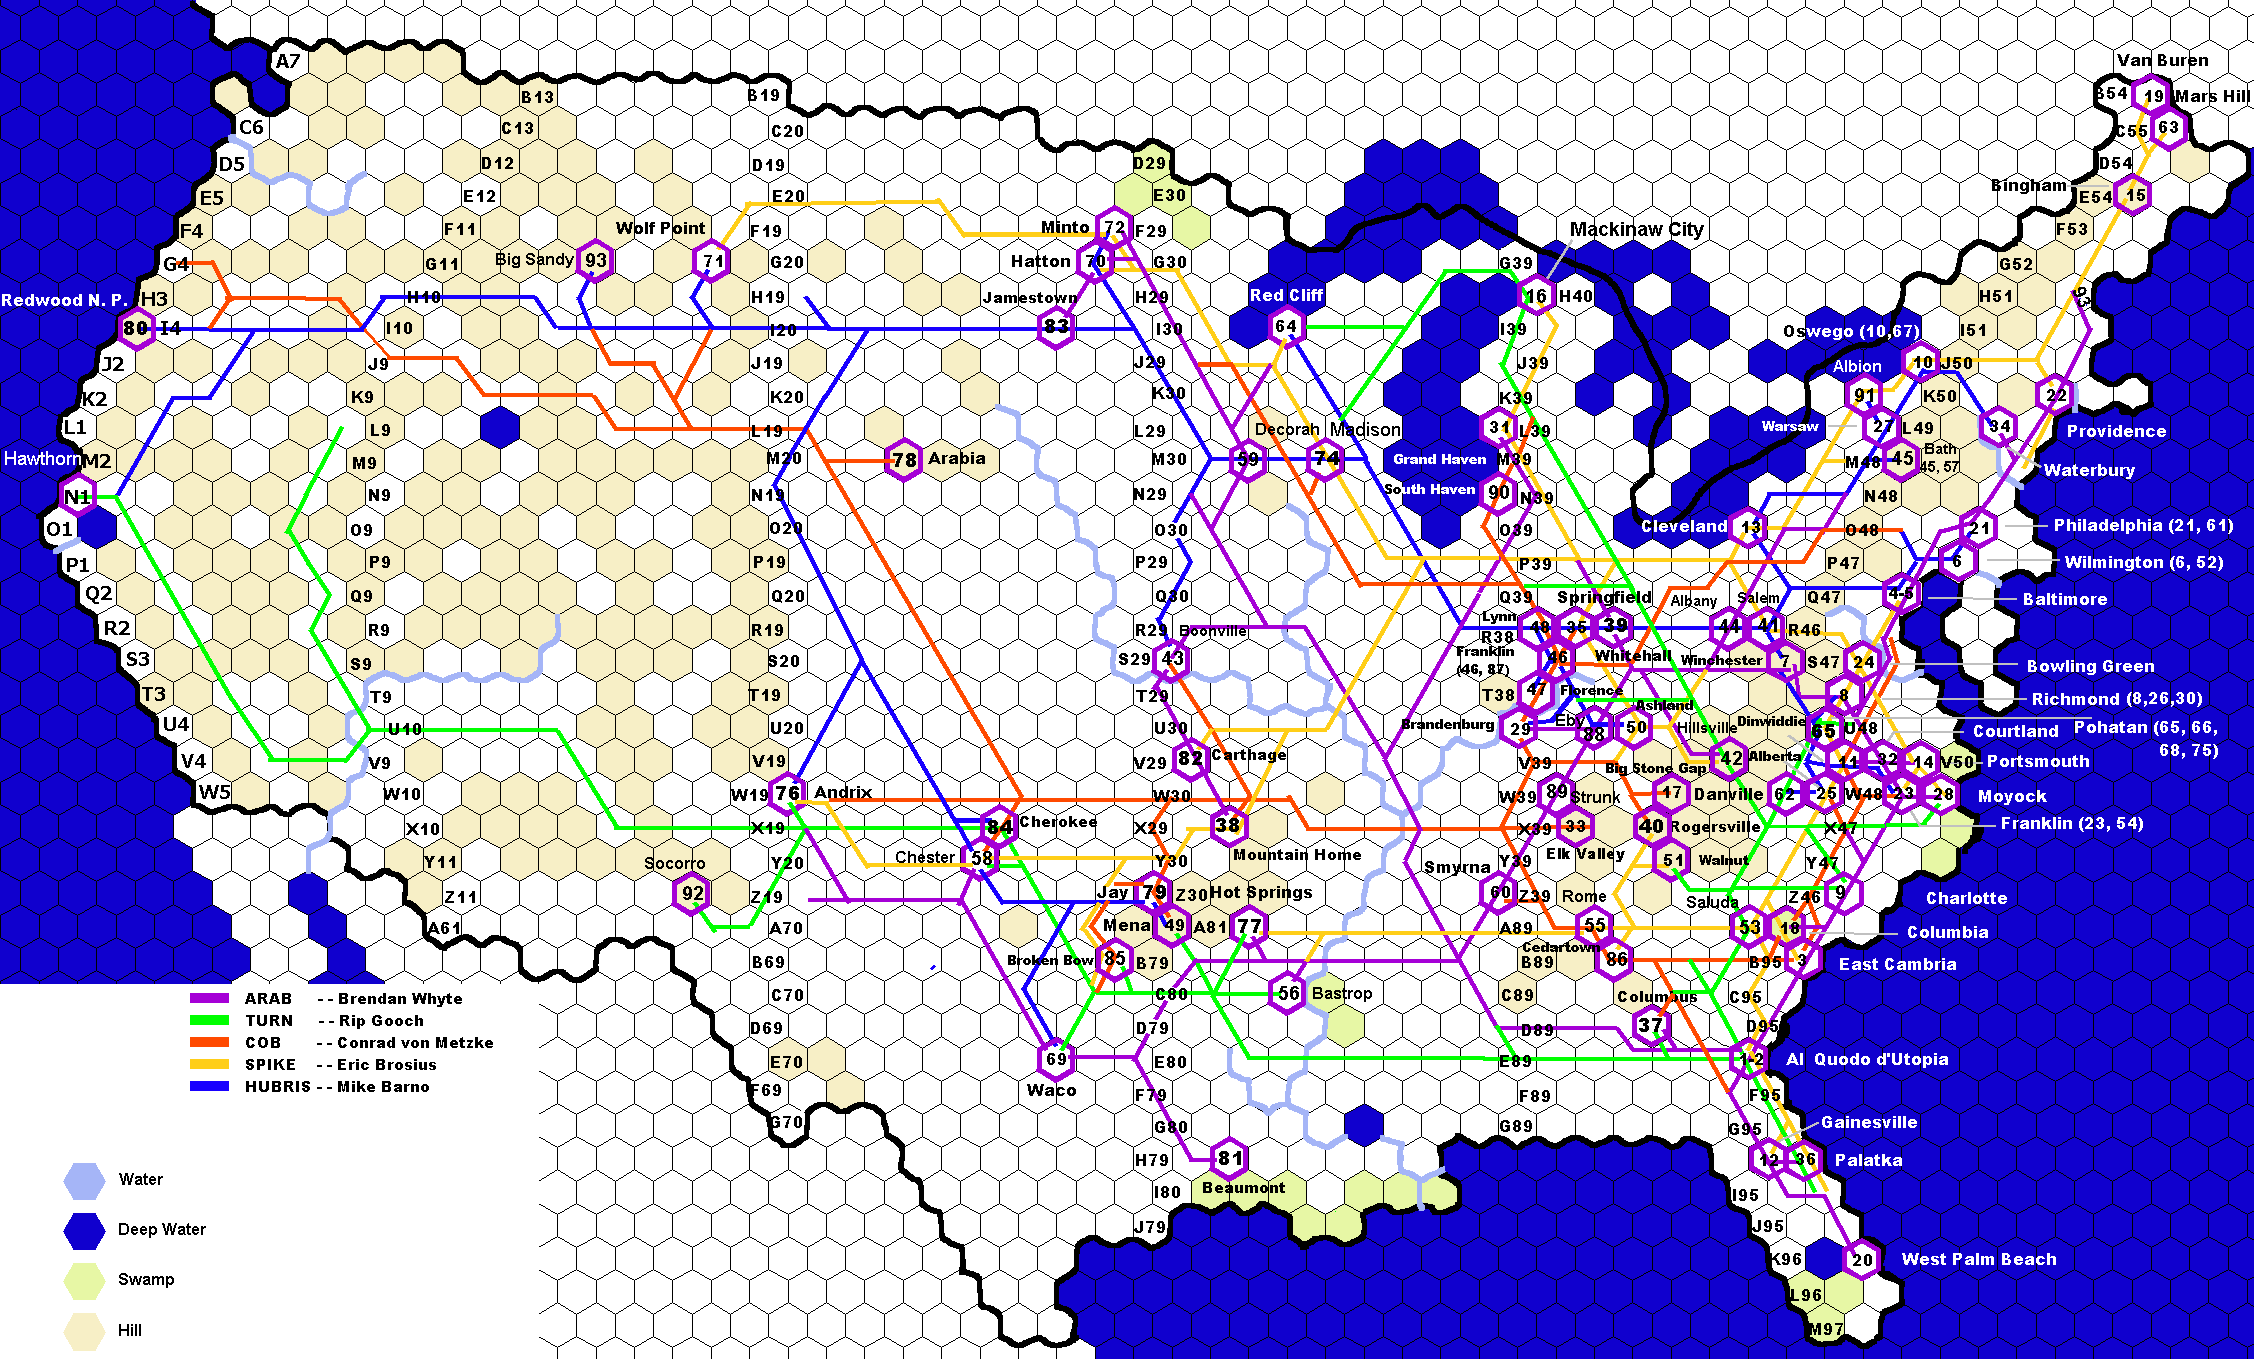 Van Buren
A7
B13
B19
B54
19
Mars Hill
C6
C13
C20
C55
63
D5
D12
D19
D29
D54
E5
E12
E20
E30
Bingham
E54
15
F4
F11
Wolf Point
F19
Minto
72
F29
Mackinaw City
F53
G4
G11
Big Sandy
93
71
G20
Hatton
70
G30
G39
G52
Redwood N. P.
H3
H10
H19
Jamestown
H29
Red Cliff
16
H40
H51
93
80
I4
I10
I20
83
I30
64
I39
Oswego (10,67)
I51
J2
J9
J19
J29
J39
Albion
10
J50
K2
K9
K20
K30
K39
91
K50
22
L1
L9
L19
L29
Decorah
Madison
31
L39
Warsaw
27
L49
34
Providence
Hawthorn
M2
M9
M20
78
Arabia
M30
59
74
Grand Haven
M39
M48
45
Bath
45, 57
Waterbury
N1
N9
N19
N29
South Haven
90
N39
N48
O1
O9
O20
O30
O39
Cleveland
13
O48
21
Philadelphia (21, 61)
P1
P9
P19
P29
P39
P47
6
Wilmington (6, 52)
Q2
Q9
Q20
Q30
Q39
Springfield
Albany
Salem
Q47
4-5
Baltimore
R2
R9
R19
R29
Boonville
Lynn
R38
48
35
39
44
41
R46
S3
S9
S20
S29
43
Franklin
(46, 87)
46
Whitehall
Winchester
7
S47
24
Bowling Green
T3
T9
T19
T29
T38
47
Florence
Ashland
8
Richmond (8,26,30)
U4
U10
U20
U30
Brandenburg
29
Eby
88
50
Hillsville
Dinwiddie
65
U48
Courtland
Pohatan (65, 66,
68, 75)
V4
V9
V19
V29
82
Carthage
V39
Big Stone Gap
42
Alberta
11
32
14
V50
Portsmouth
W5
W10
W19
76
Andrix
W30
W39
89
Strunk
17
Danville
62
25
W48
23
28
Moyock
X10
X19
84
Cherokee
X29
38
X39
33
40
Rogersville
X47
Franklin (23, 54)
Y11
Socorro
Y20
Chester
58
Y30
Mountain Home
Smyrna
Y39
Elk Valley
51
Walnut
Y47
Z11
92
Z19
Jay
79
Z30
Hot Springs
60
Z39
Rome
Saluda
Z46
9
Charlotte
A61
A70
Mena
49
A81
77
A89
55
53
18
Columbia
B69
Broken Bow
85
B79
Cedartown
B89
86
B95
3
East Cambria
C70
C80
56
Bastrop
C89
Columbus
C95
D69
D79
D89
37
D95
E70
69
E80
E89
1-2
Al Quodo d'Utopia
Waco
F69
F79
F89
F95
G70
G80
G89
G95
Gainesville
H79
81
12
36
Palatka
I80
Beaumont
I95
J79
J95
K96
20
West Palm Beach
L96
M97
ARAB -- Brendan Whyte
TURN -- Rip Gooch
COB -- Conrad von Metzke
SPIKE -- Eric Brosius
HUBRIS -- Mike Barno
Water
Deep Water
Swamp
Hill